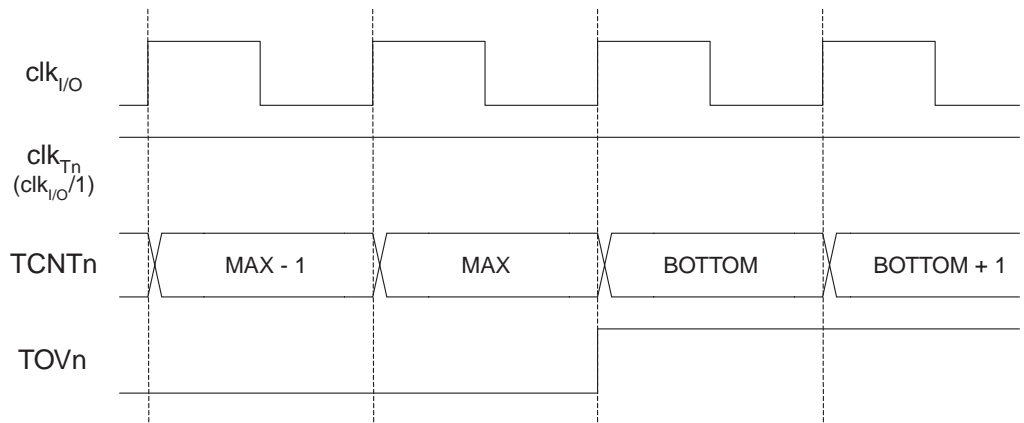 clkI/O
clkTn
(clkI/O/1)
TCNTn MAX - 1 MAX BOTTOM BOTTOM + 1
TOVn